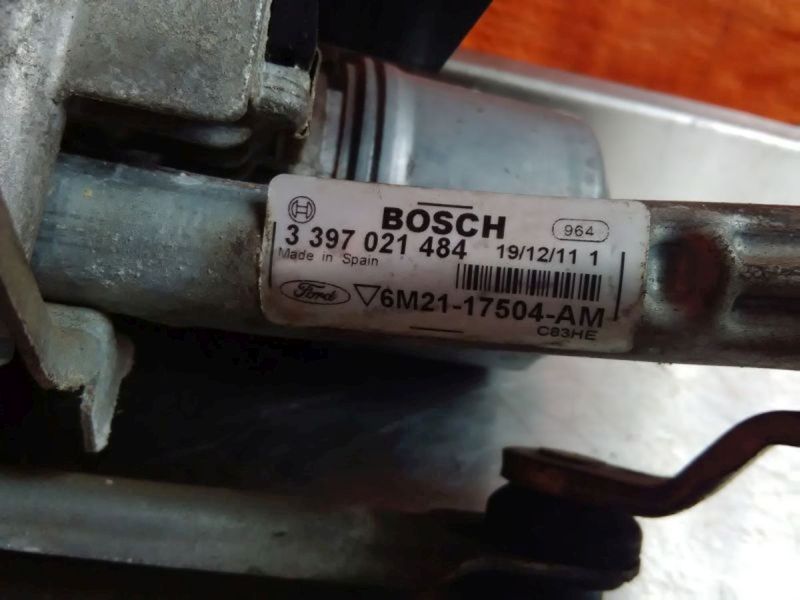 BOSCH 964
3 397 021 484 19/12/11 1
Made in Spain
Ford 6M21-17504-AM
C83HE